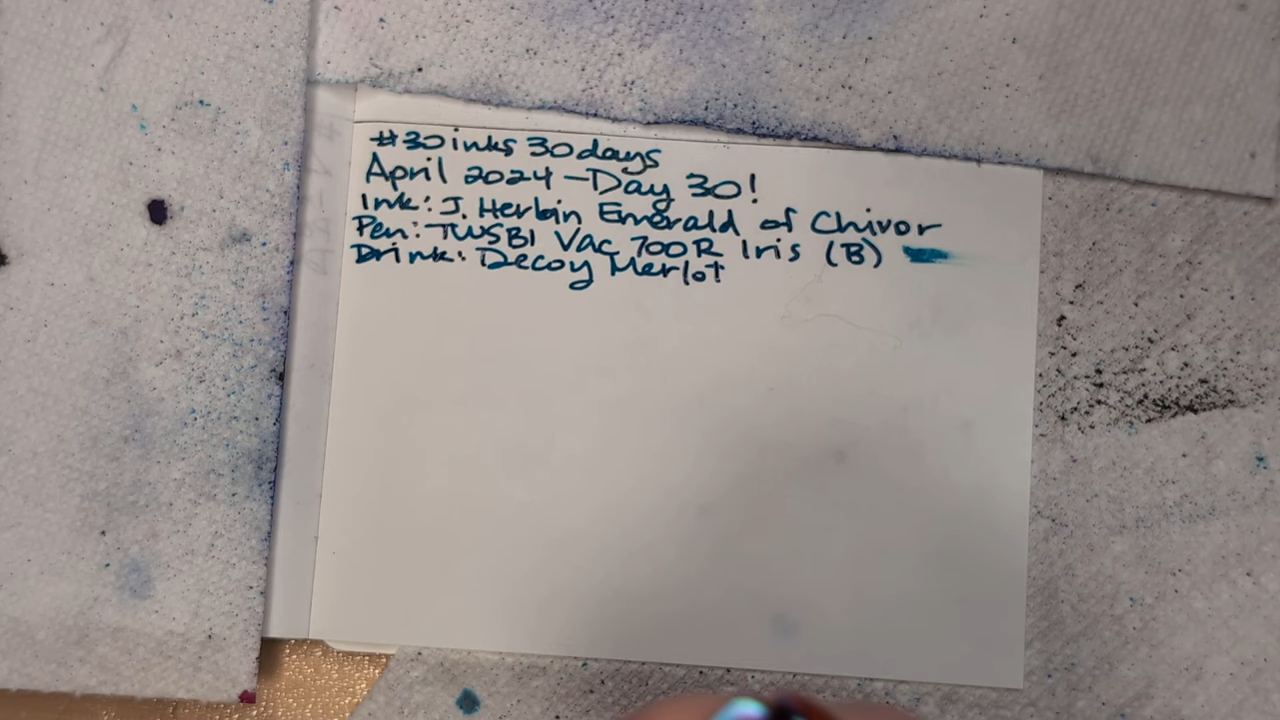 #30inks30days
April 2024 - Day 30!
Ink: J. Herbin Emerald of Chivor
Pen: TWSBI Vac 700R Iris (B)
Drink: Decoy Merlot